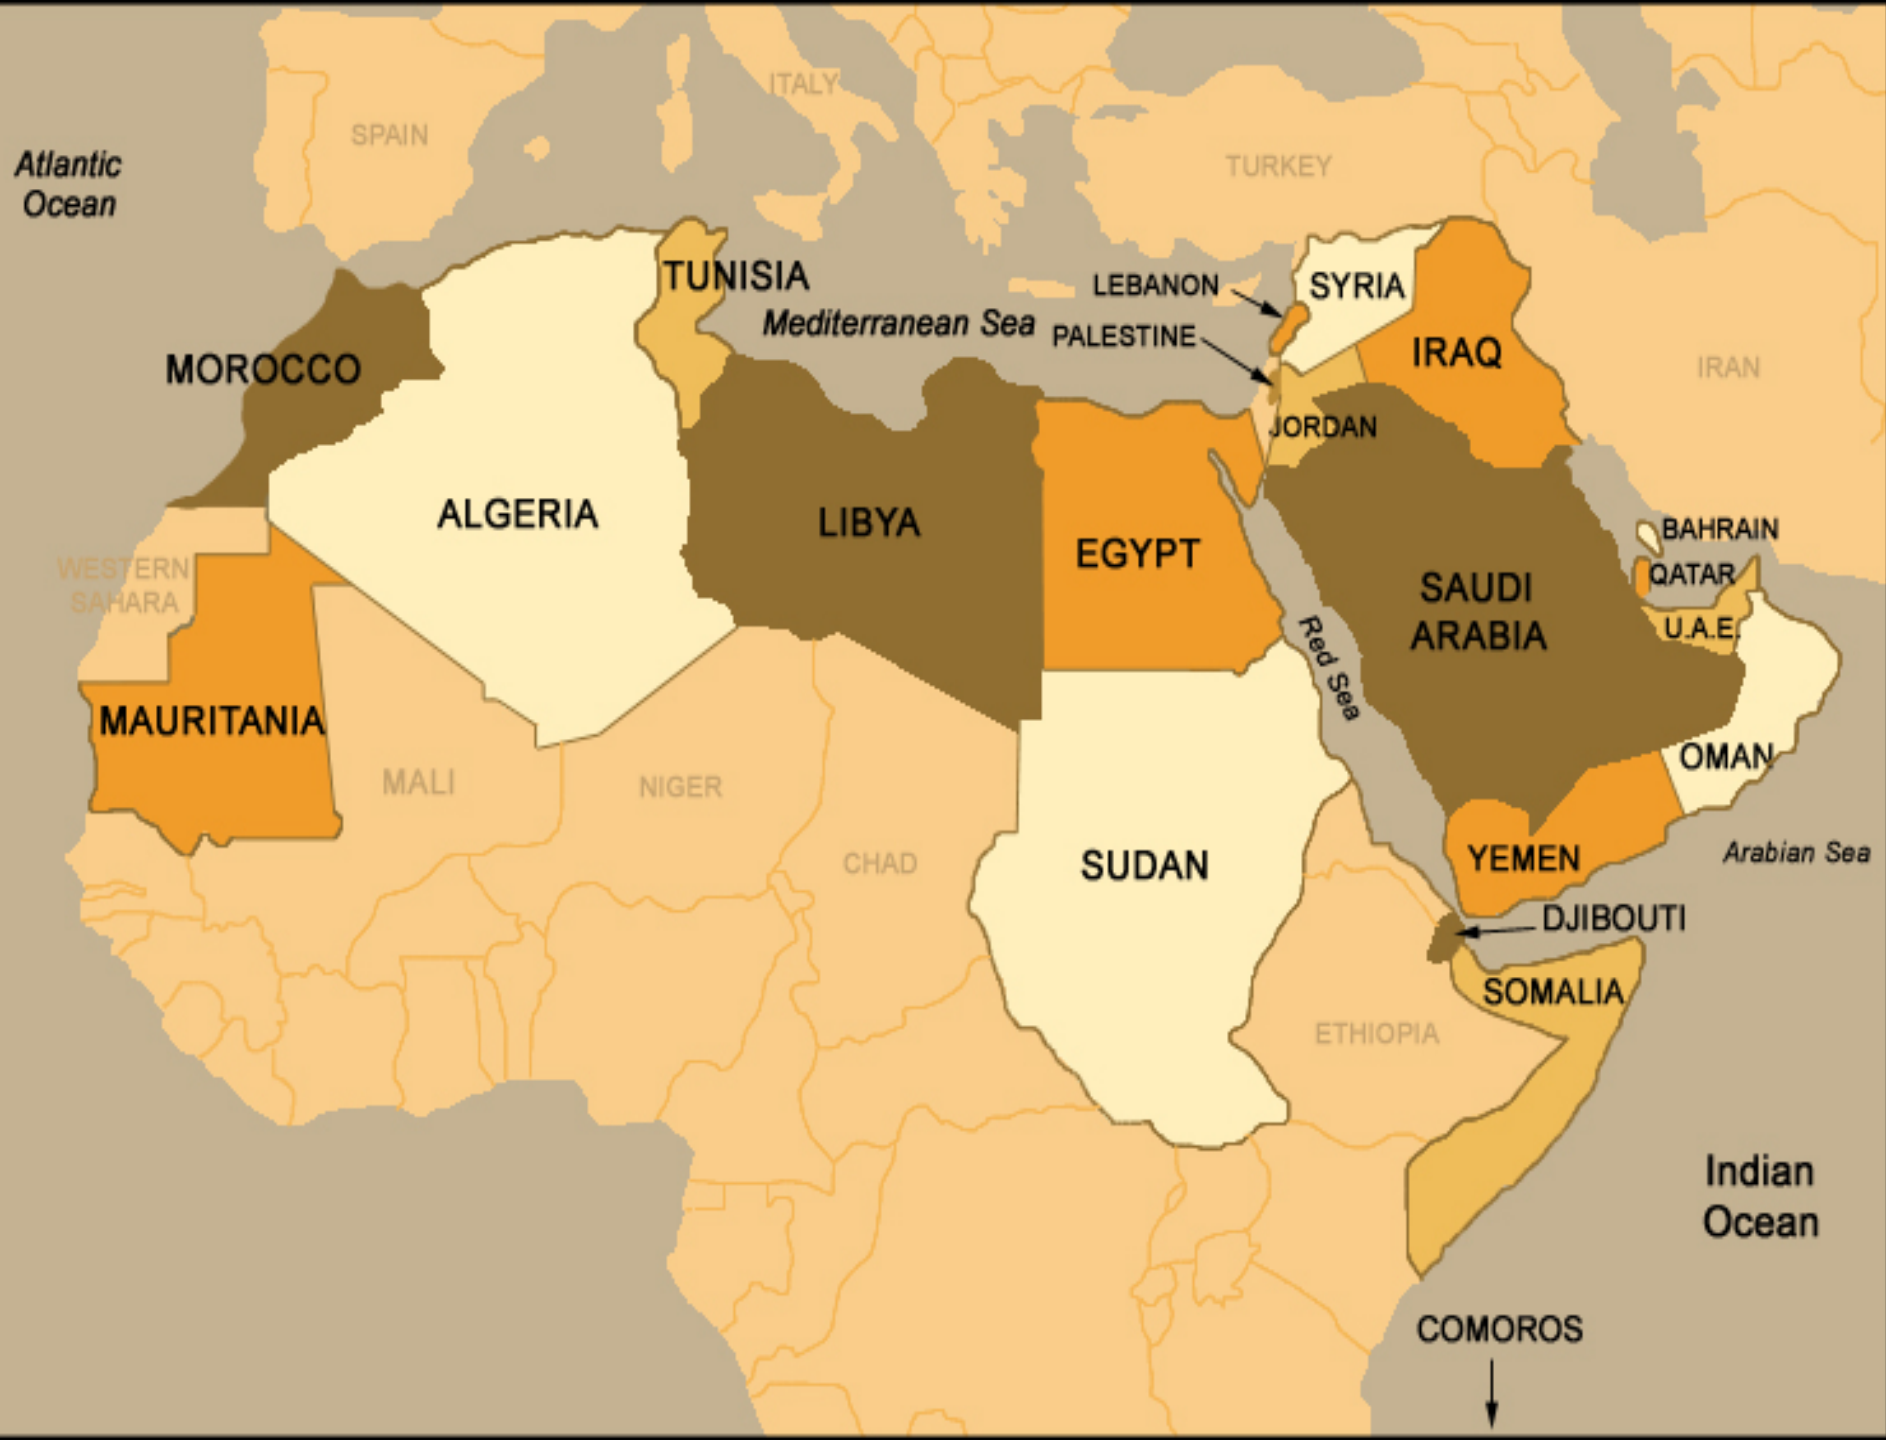 ITALY
SPAIN
Atlantic
Ocean
TURKEY
TUNISIA
LEBANON
SYRIA
Mediterranean Sea
PALESTINE
IRAQ
MOROCCO
IRAN
JORDAN
ALGERIA
LIBYA
EGYPT
BAHRAIN
QATAR
WESTERN
SAHARA
SAUDI
ARABIA
U.A.E.
Red Sea
MAURITANIA
OMAN
MALI
NIGER
CHAD
SUDAN
YEMEN
Arabian Sea
DJIBOUTI
SOMALIA
ETHIOPIA
Indian
Ocean
COMOROS